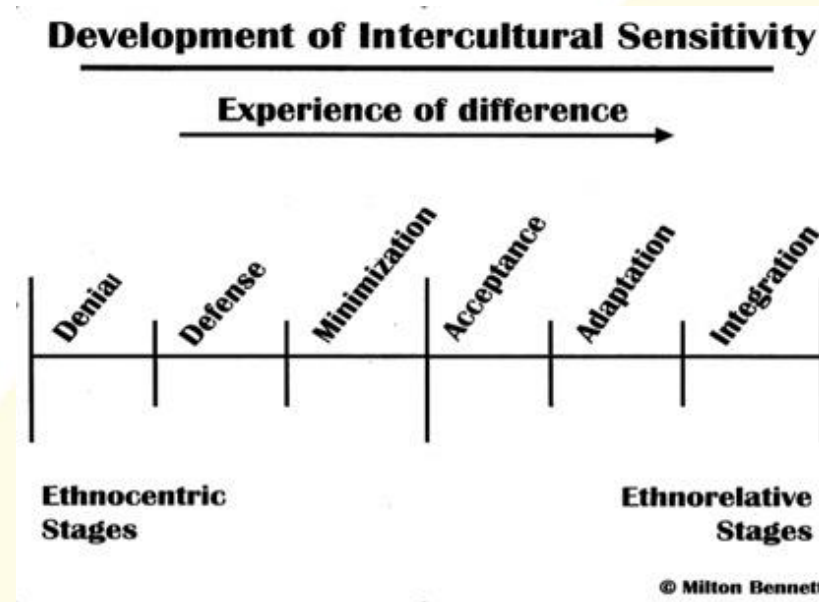 Development of Intercultural Sensitivity
Experience of difference
Denial
Defense
Minimization
Acceptance
Adaptation
Integration
Ethnocentric
Stages
Ethnorelative
Stages
© Milton Bennett